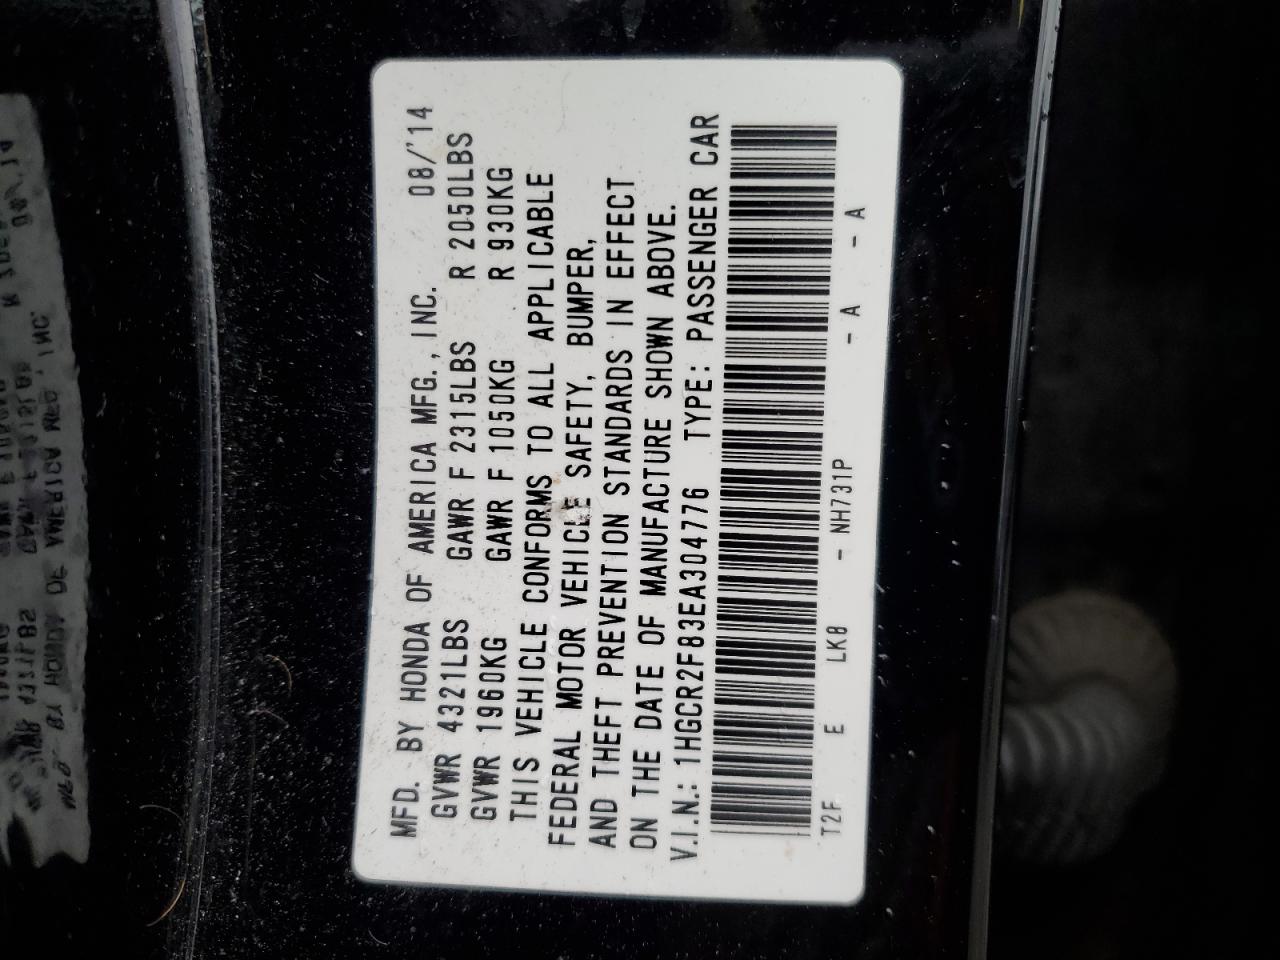 MFD. BY HONDA OF AMERICA MFG., INC. 08/'14
GVWR 4321LBS GAWR F 2315LBS R 2050LBS
GVWR 1960KG GAWR F 1050KG R 930KG
THIS VEHICLE CONFORMS TO ALL APPLICABLE
FEDERAL MOTOR VEHICLE SAFETY, BUMPER,
AND THEFT PREVENTION STANDARDS IN EFFECT
ON THE DATE OF MANUFACTURE SHOWN ABOVE.
V.I.N.: 1HGCR2F83EA304776 TYPE: PASSENGER CAR
T2F E LK8 - NH731P - A - A